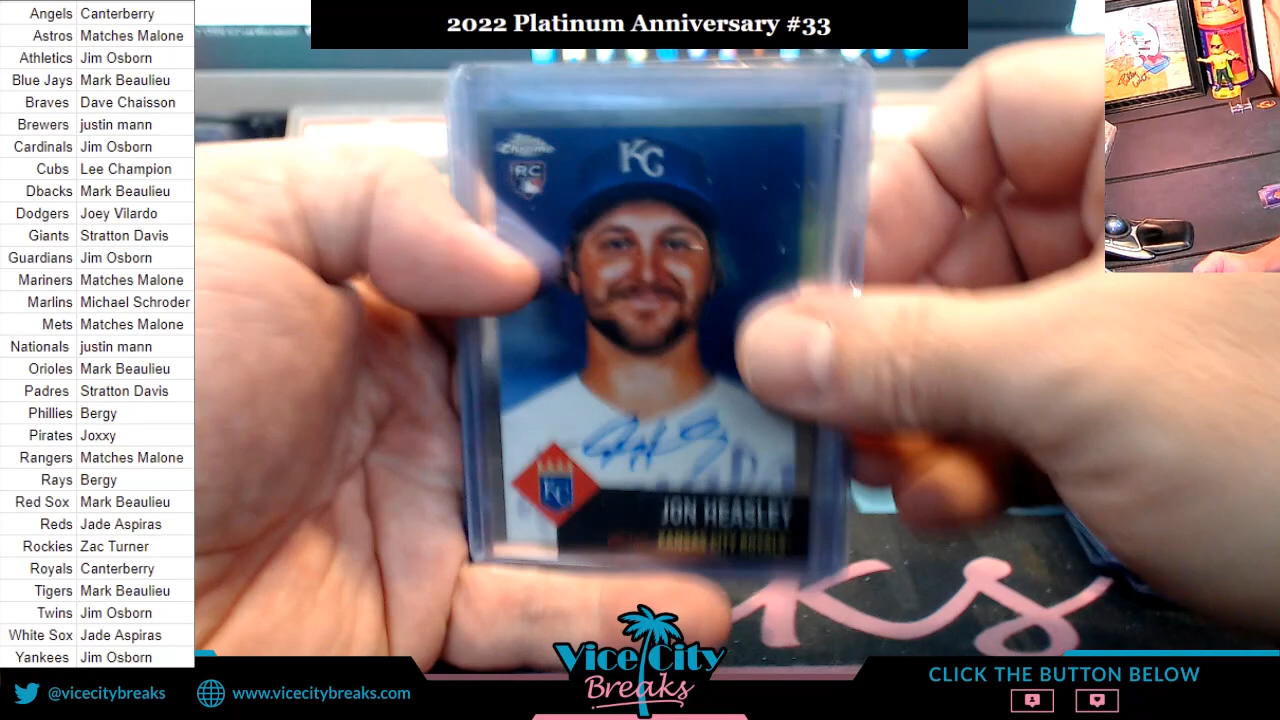 2022 Platinum Anniversary #33
Angels Canterberry
Astros Matches Malone
Athletics Jim Osborn
Blue Jays Mark Beaulieu
Braves Dave Chaisson
Brewers justin mann
Cardinals Jim Osborn
Cubs Lee Champion
Dbacks Mark Beaulieu
Dodgers Joey Vilardo
Giants Stratton Davis
Guardians Jim Osborn
Mariners Matches Malone
Marlins Michael Schroder
Mets Matches Malone
Nationals justin mann
Orioles Mark Beaulieu
Padres Stratton Davis
Phillies Bergy
Pirates Joxxy
Rangers Matches Malone
Rays Bergy
Red Sox Mark Beaulieu
Reds Jade Aspiras
Rockies Zac Turner
Royals Canterberry
Tigers Mark Beaulieu
Twins Jim Osborn
White Sox Jade Aspiras
Yankees Jim Osborn
Topps
Chrome
RC
KC
KC
JON HEASLEY
KANSAS CITY ROYALS
Vice City
Breaks
@vicecitybreaks
www.vicecitybreaks.com
CLICK THE BUTTON BELOW